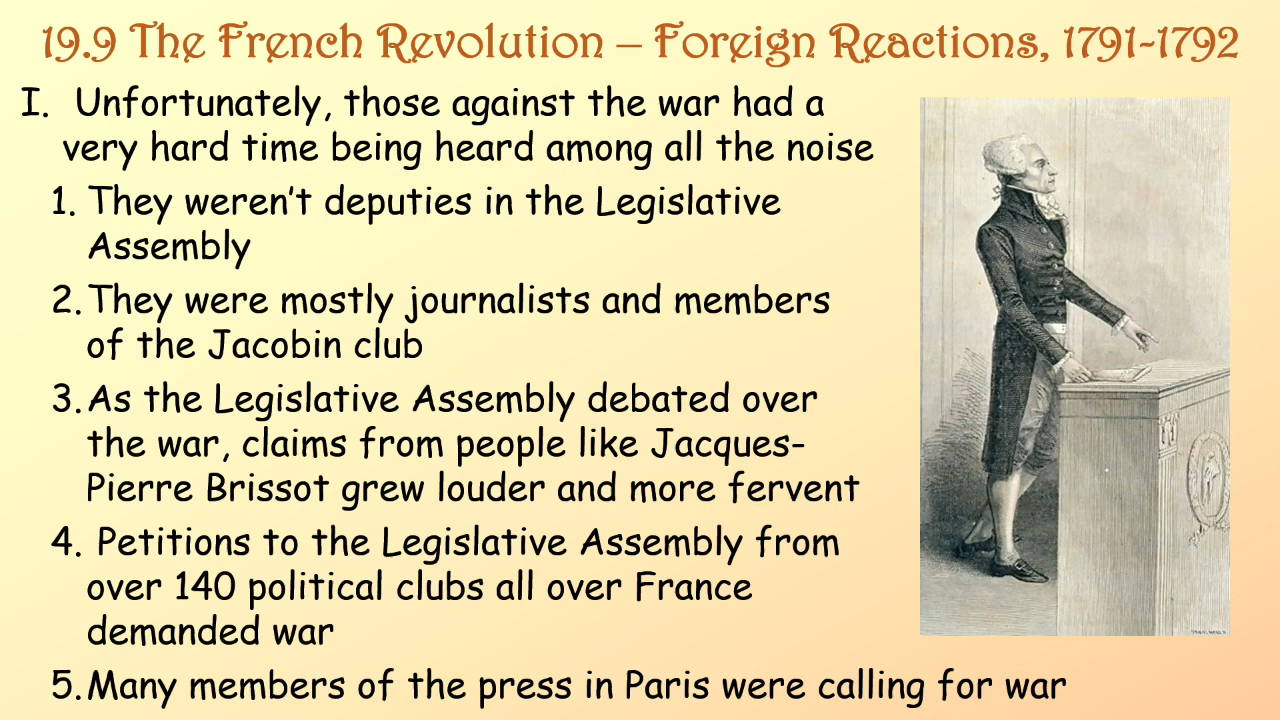 19.9 The French Revolution – Foreign Reactions, 1791-1792
I. Unfortunately, those against the war had a
very hard time being heard among all the noise
1. They weren’t deputies in the Legislative
Assembly
2. They were mostly journalists and members
of the Jacobin club
3. As the Legislative Assembly debated over
the war, claims from people like Jacques-
Pierre Brissot grew louder and more fervent
4. Petitions to the Legislative Assembly from
over 140 political clubs all over France
demanded war
5. Many members of the press in Paris were calling for war